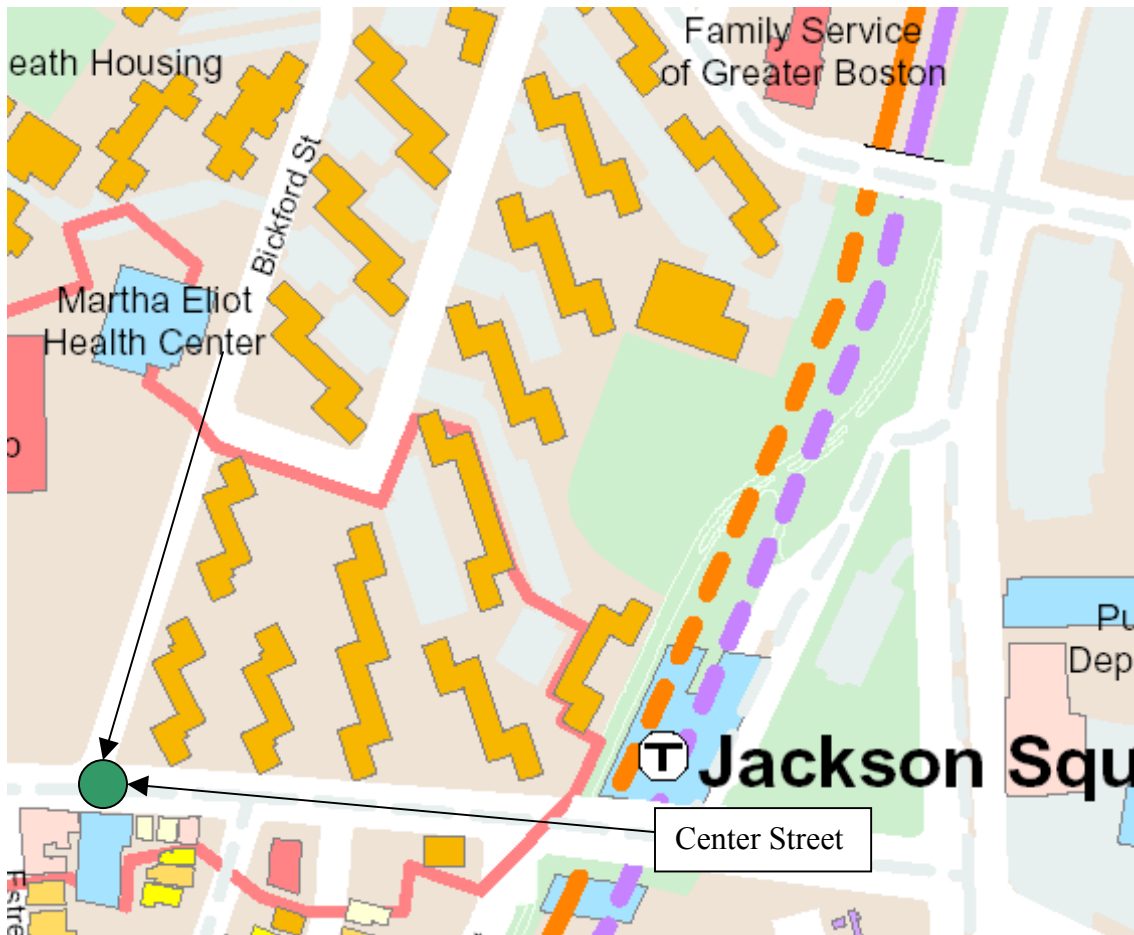 Family Service
of Greater Boston
eath Housing
Bickford St
Martha Eliot
Health Center
p
Pu
Dep
T Jackson Squ
Center Street
Estre